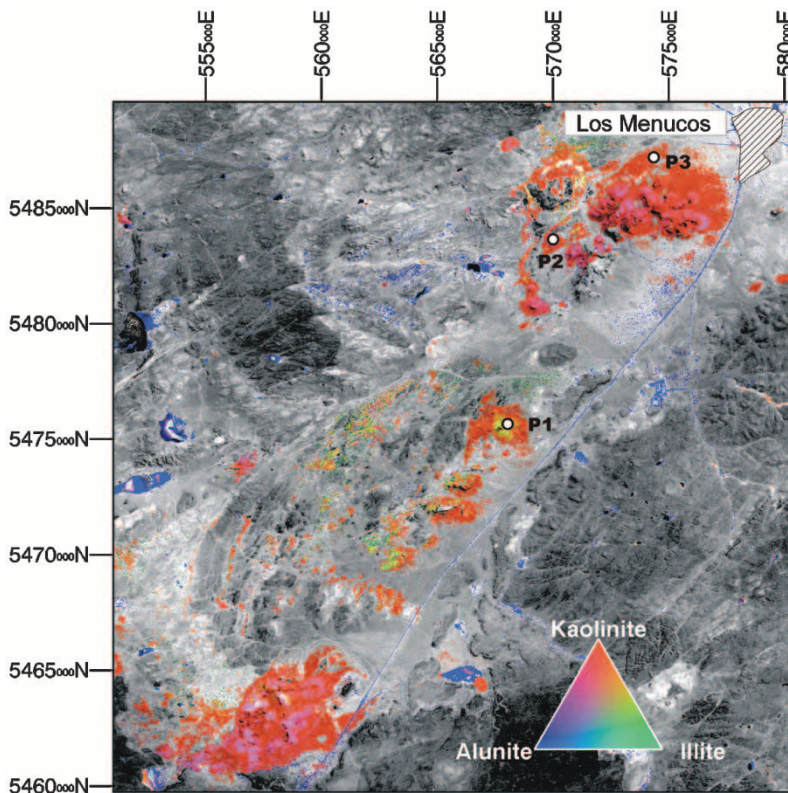 555000E
560000E
565000E
570000E
575000E
580000E
Los Menucos
P3
5485000N
P2
5480000N
P1
5475000N
5470000N
5465000N
Kaolinite
Alunite
Illite
5460000N